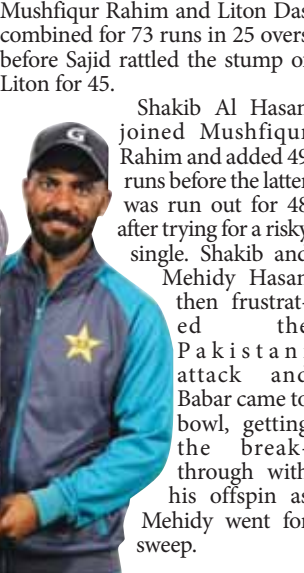 Mushfiqur Rahim and Liton Das
combined for 73 runs in 25 overs
before Sajid rattled the stump of
Liton for 45.
Shakib Al Hasan
joined Mushfiqur
Rahim and added 49
runs before the latter
was run out for 48
after trying for a risky
single. Shakib and
Mehidy Hasan
then frustrat-
ed the
Pakistani
attack and
Babar came to
bowl, getting
the break-
through with
his offspin as
Mehidy went for
sweep.
G